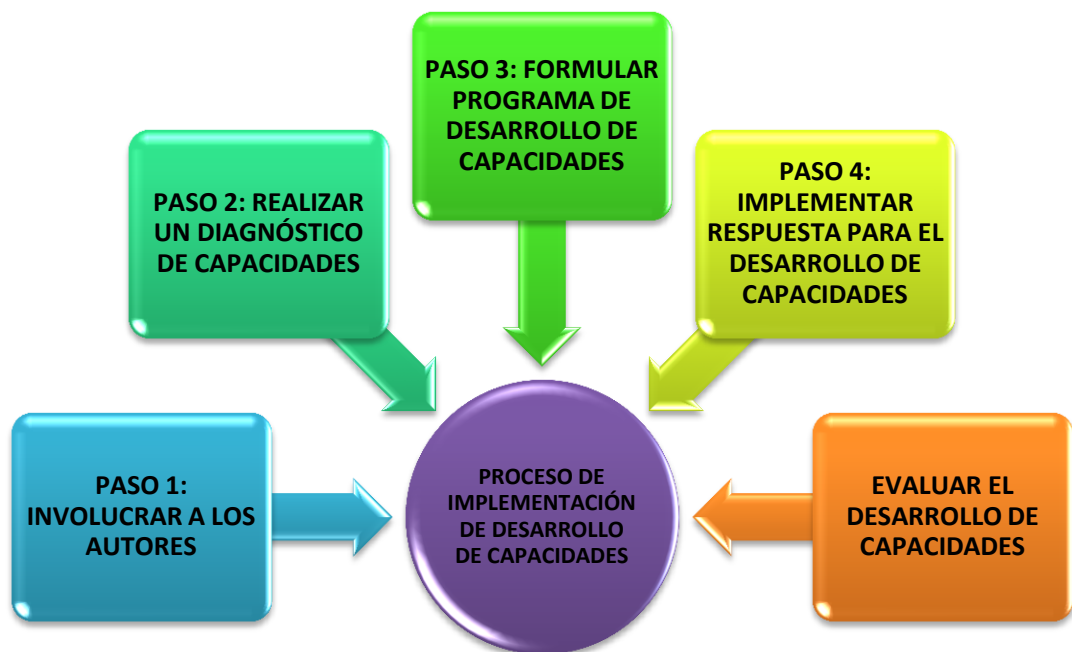 PASO 1:
INVOLUCRAR A LOS
AUTORES
PASO 2: REALIZAR
UN DIAGNÓSTICO
DE CAPACIDADES
PASO 3: FORMULAR
PROGRAMA DE
DESARROLLO DE
CAPACIDADES
PASO 4:
IMPLEMENTAR
RESPUESTA PARA EL
DESARROLLO DE
CAPACIDADES
EVALUAR EL
DESARROLLO DE
CAPACIDADES
PROCESO DE
IMPLEMENTACIÓN
DE DESARROLLO
DE CAPACIDADES